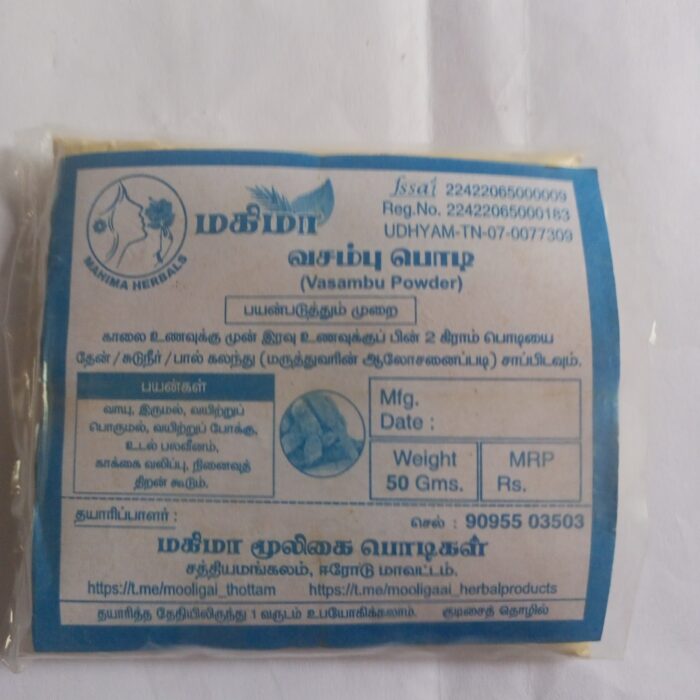 fssai 22422065000009
Reg.No. 22422065000183
UDHYAM-TN-07-0077309
மகிமா
MAHIMA HERBALS
வசம்பு பொடி
(Vasambu Powder)
பயன்படுத்தும் முறை
காலை உணவுக்கு முன் இரவு உணவுக்குப் பின் 2 கிராம் பொடியை
தேன்/சுடுநீர்/பால் கலந்து (மருத்துவரின் ஆலோசனைப்படி) சாப்பிடவும்.
பயன்கள்
வாயு, இருமல், வயிற்றுப்
பொருமல், வயிற்றுப் போக்கு,
உடல் பலவீனம்,
காக்கை வலிப்பு, நினைவுத்
திறன் கூடும்.
Mfg.
Date :
Weight
50 Gms.
MRP
Rs.
தயாரிப்பாளர் :
செல் : 90955 03503
மகிமா மூலிகை பொடிகள்
சத்தியமங்கலம், ஈரோடு மாவட்டம்.
https://t.me/mooligai_thottam https://t.me/mooligaai_herbalproducts
தயாரித்த தேதியிலிருந்து 1 வருடம் உபயோகிக்கலாம். குடிசைத் தொழில்